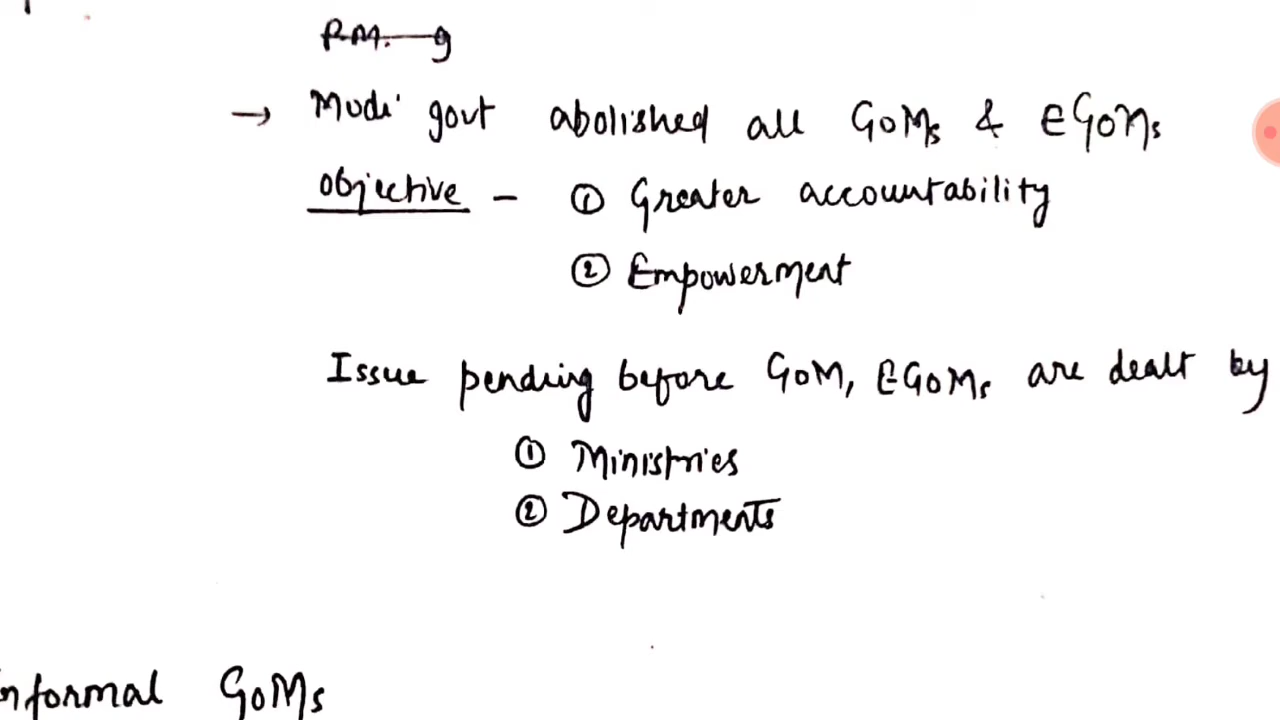 P.M. g
→ Modi govt abolished all GoMs & EGoMs
Objective - ① Greater accountability
② Empowerment
Issue pending before GoM, EGoMs are dealt by
① Ministries
② Departments
nformal GoMs